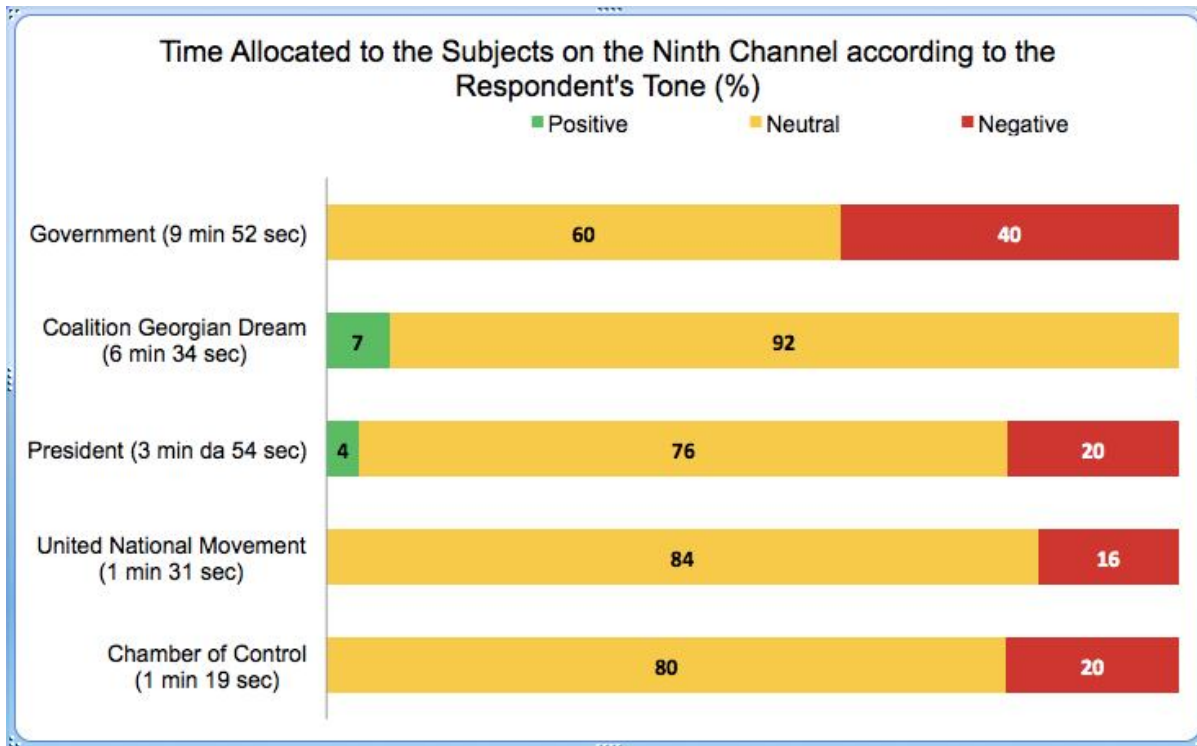 Time Allocated to the Subjects on the Ninth Channel according to the
Respondent's Tone (%)
Positive Neutral Negative
Government (9 min 52 sec) 60 40
Coalition Georgian Dream
(6 min 34 sec) 7 92
President (3 min da 54 sec) 4 76 20
United National Movement
(1 min 31 sec) 84 16
Chamber of Control
(1 min 19 sec) 80 20